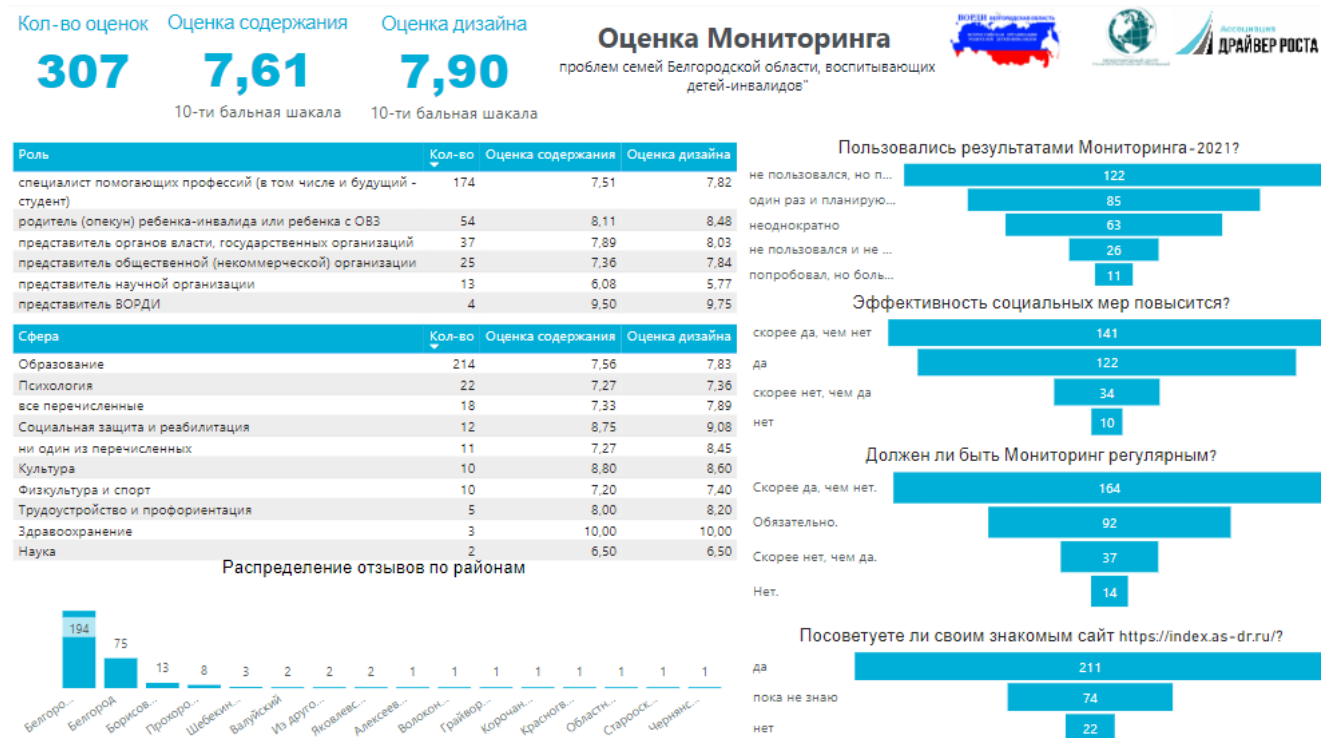 Кол-во оценок
307
Оценка содержания
7,61
10-ти бальная шакала
Оценка дизайна
7,90
10-ти бальная шакала
Оценка Мониторинга
проблем семей Белгородской области, воспитывающих
детей-инвалидов"
ВОРДИ БЕЛГОРОДСКАЯ ОБЛАСТЬ
Ассоциация
ДРАЙВЕР РОСТА
Роль Кол-во Оценка содержания Оценка дизайна
специалист помогающих профессий (в том числе и будущий - 174 7,51 7,82
студент)
родитель (опекун) ребенка-инвалида или ребенка с ОВЗ 54 8,11 8,48
представитель органов власти, государственных организаций 37 7,89 8,03
представитель общественной (некоммерческой) организации 25 7,36 7,84
представитель научной организации 13 6,08 5,77
представитель ВОРДИ 4 9,50 9,75
Сфера Кол-во Оценка содержания Оценка дизайна
Образование 214 7,56 7,83
Психология 22 7,27 7,36
все перечисленные 18 7,33 7,89
Социальная защита и реабилитация 12 8,75 9,08
ни один из перечисленных 11 7,27 8,45
Культура 10 8,80 8,60
Физкультура и спорт 10 7,20 7,40
Трудоустройство и профориентация 5 8,00 8,20
Здравоохранение 3 10,00 10,00
Наука 2 6,50 6,50
Распределение отзывов по районам
194 75 13 8 3 2 2 2 1 1 1 1 1 1 1 1
Белгоро... Белгород Борисов... Прохоро... Шебекин... Валуйский Из друго... Яковлевс... Алексеев... Волокон... Грайвор... Корочан... Красногв... Областн... Старооск... Чернянс...
Пользовались результатами Мониторинга-2021?
не пользовался, но п... 122
один раз и планирую... 85
неоднократно 63
не пользовался и не ... 26
попробовал, но боль... 11
Эффективность социальных мер повысится?
скорее да, чем нет 141
да 122
скорее нет, чем да 34
нет 10
Должен ли быть Мониторинг регулярным?
Скорее да, чем нет. 164
Обязательно. 92
Скорее нет, чем да. 37
Нет. 14
Посоветуете ли своим знакомым сайт https://index.as-dr.ru/?
да 211
пока не знаю 74
нет 22